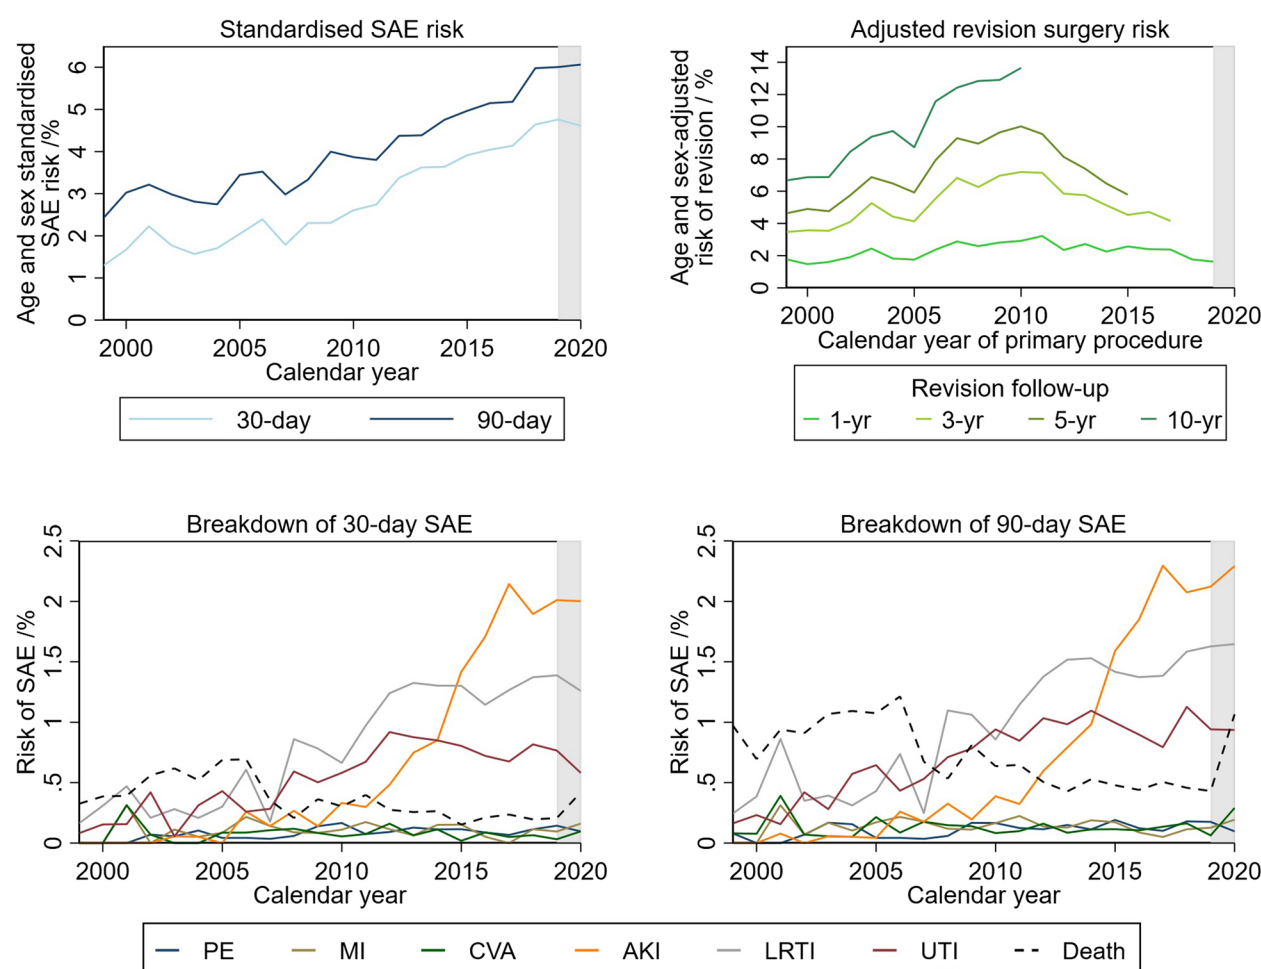 Standardised SAE risk
Age and sex standardised
SAE risk /%
6
5
4
3
2
1
0
2000 2005 2010 2015 2020
Calendar year
30-day 90-day
Adjusted revision surgery risk
Age and sex-adjusted
risk of revision / %
14
12
10
8
6
4
2
0
2000 2005 2010 2015 2020
Calendar year of primary procedure
Revision follow-up
1-yr 3-yr 5-yr 10-yr
Breakdown of 30-day SAE
Risk of SAE /%
2.5
2
1.5
1
.5
0
2000 2005 2010 2015 2020
Calendar year
Breakdown of 90-day SAE
Risk of SAE /%
2.5
2
1.5
1
.5
0
2000 2005 2010 2015 2020
Calendar year
PE MI CVA AKI LRTI UTI Death